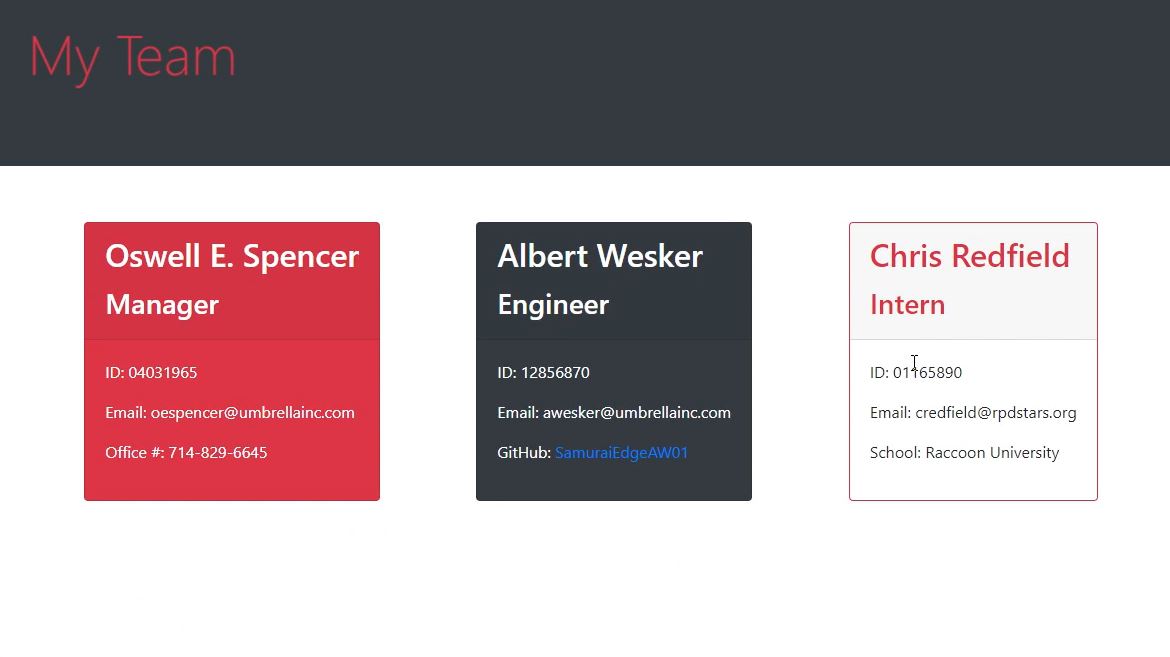 My Team
Oswell E. Spencer
Manager
ID: 04031965
Email: oespencer@umbrellainc.com
Office #: 714-829-6645
Albert Wesker
Engineer
ID: 12856870
Email: awesker@umbrellainc.com
GitHub: SamuraiEdgeAW01
Chris Redfield
Intern
ID: 01165890
Email: credfield@rpdstars.org
School: Raccoon University